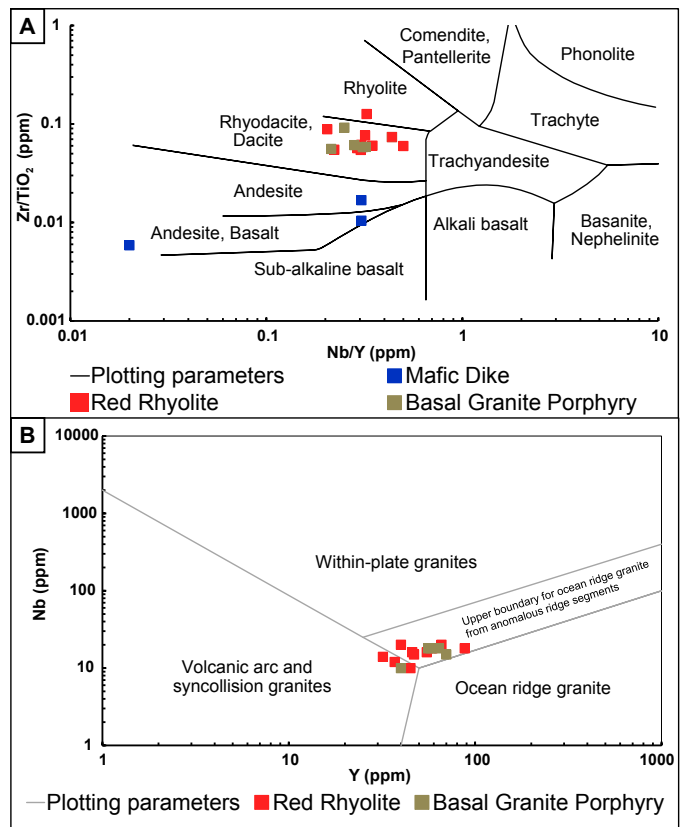 A
1
0.1
0.01
0.001
Zr/TiO2 (ppm)
Comendite,
Pantellerite
Phonolite
Rhyolite
Trachyte
Rhyodacite,
Dacite
Trachyandesite
Andesite
Andesite, Basalt
Alkali basalt
Basanite,
Nephelinite
Sub-alkaline basalt
0.01 0.1 1 10
Nb/Y (ppm)
Plotting parameters
Mafic Dike
Red Rhyolite
Basal Granite Porphyry
B
10000
1000
100
10
1
Nb (ppm)
Within-plate granites
Upper boundary for ocean ridge granite
from anomalous ridge segments
Volcanic arc and
syncollision granites
Ocean ridge granite
1 10 100 1000
Y (ppm)
Plotting parameters
Red Rhyolite
Basal Granite Porphyry